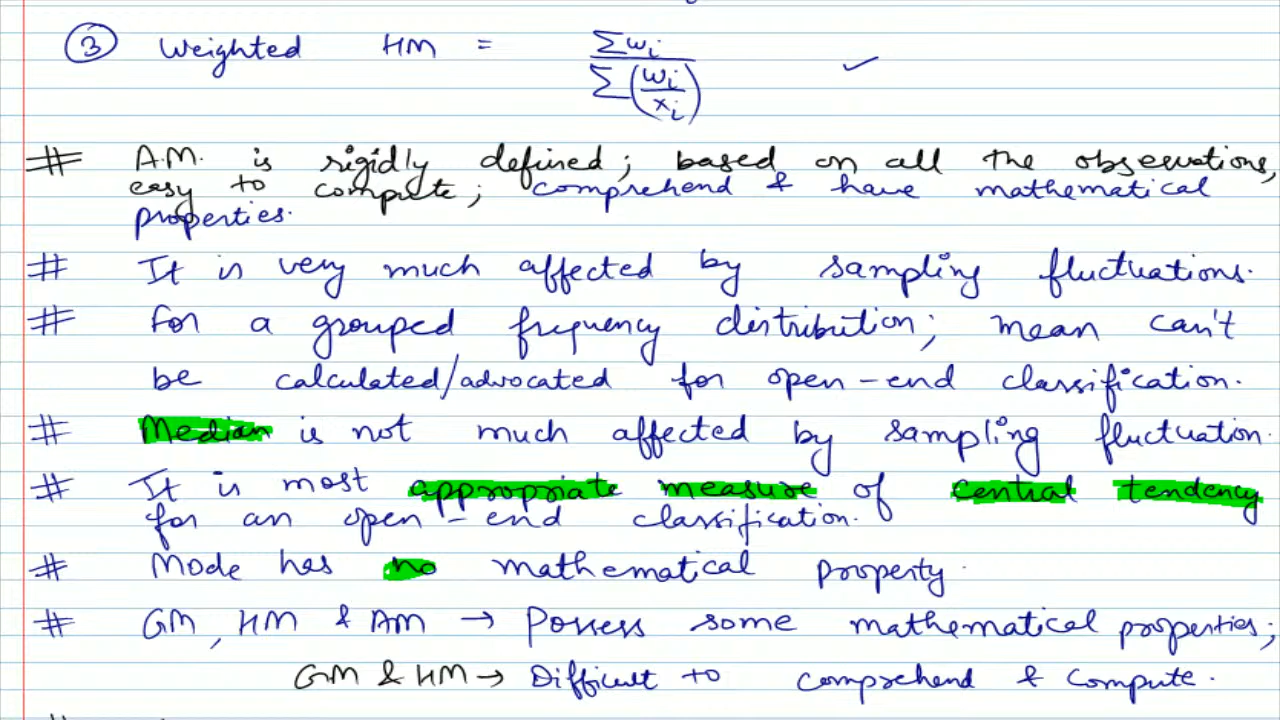 ③ Weighted HM = Σwᵢ / Σ(wᵢ/xᵢ) ✓
# A.M. is rigidly defined; based on all the observations,
easy to compute; comprehend & have mathematical
properties.
# It is very much affected by sampling fluctuations.
# For a grouped frequency distribution; mean can't
be calculated/advocated for open-end classification.
# Median is not much affected by sampling fluctuation.
# It is most appropriate measure of central tendency
for an open-end classification.
# Mode has no mathematical property.
# GM, HM & AM → Possess some mathematical properties;
GM & HM → Difficult to comprehend & compute.